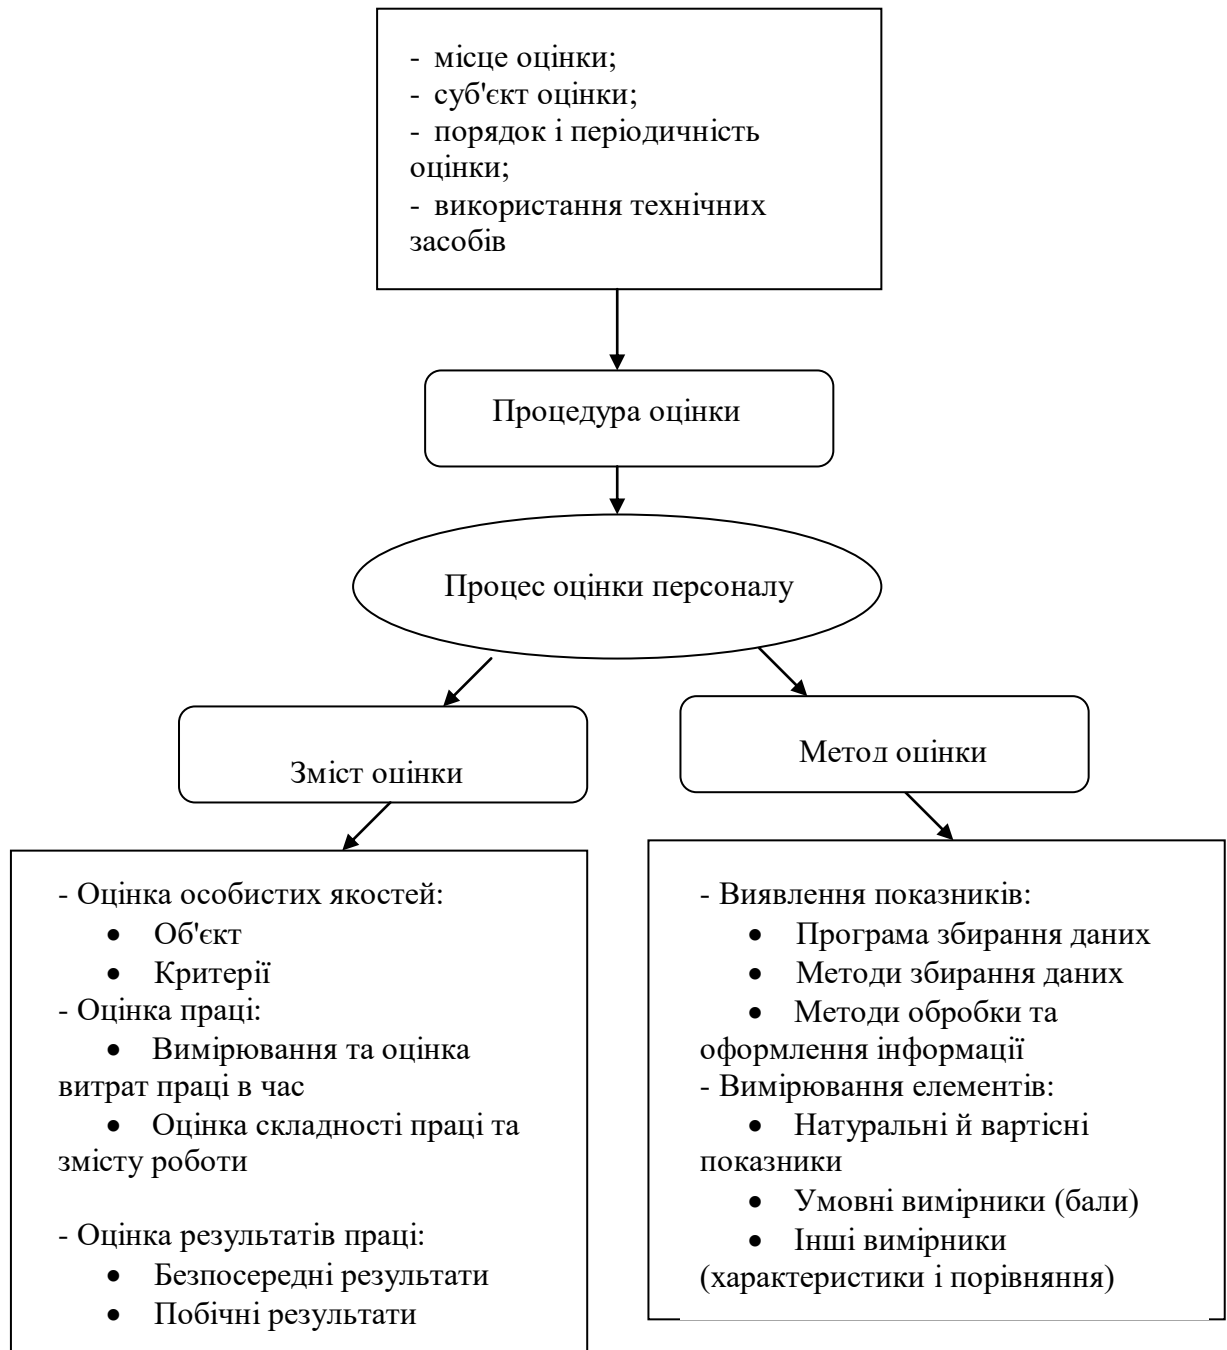 - місце оцінки;
- суб'єкт оцінки;
- порядок і періодичність
оцінки;
- використання технічних
засобів
Процедура оцінки
Процес оцінки персоналу
Зміст оцінки
Метод оцінки
- Оцінка особистих якостей:
• Об'єкт
• Критерії
- Оцінка праці:
• Вимірювання та оцінка
витрат праці в час
• Оцінка складності праці та
змісту роботи
- Оцінка результатів праці:
• Безпосередні результати
• Побічні результати
- Виявлення показників:
• Програма збирання даних
• Методи збирання даних
• Методи обробки та
оформлення інформації
- Вимірювання елементів:
• Натуральні й вартісні
показники
• Умовні вимірники (бали)
• Інші вимірники
(характеристики і порівняння)